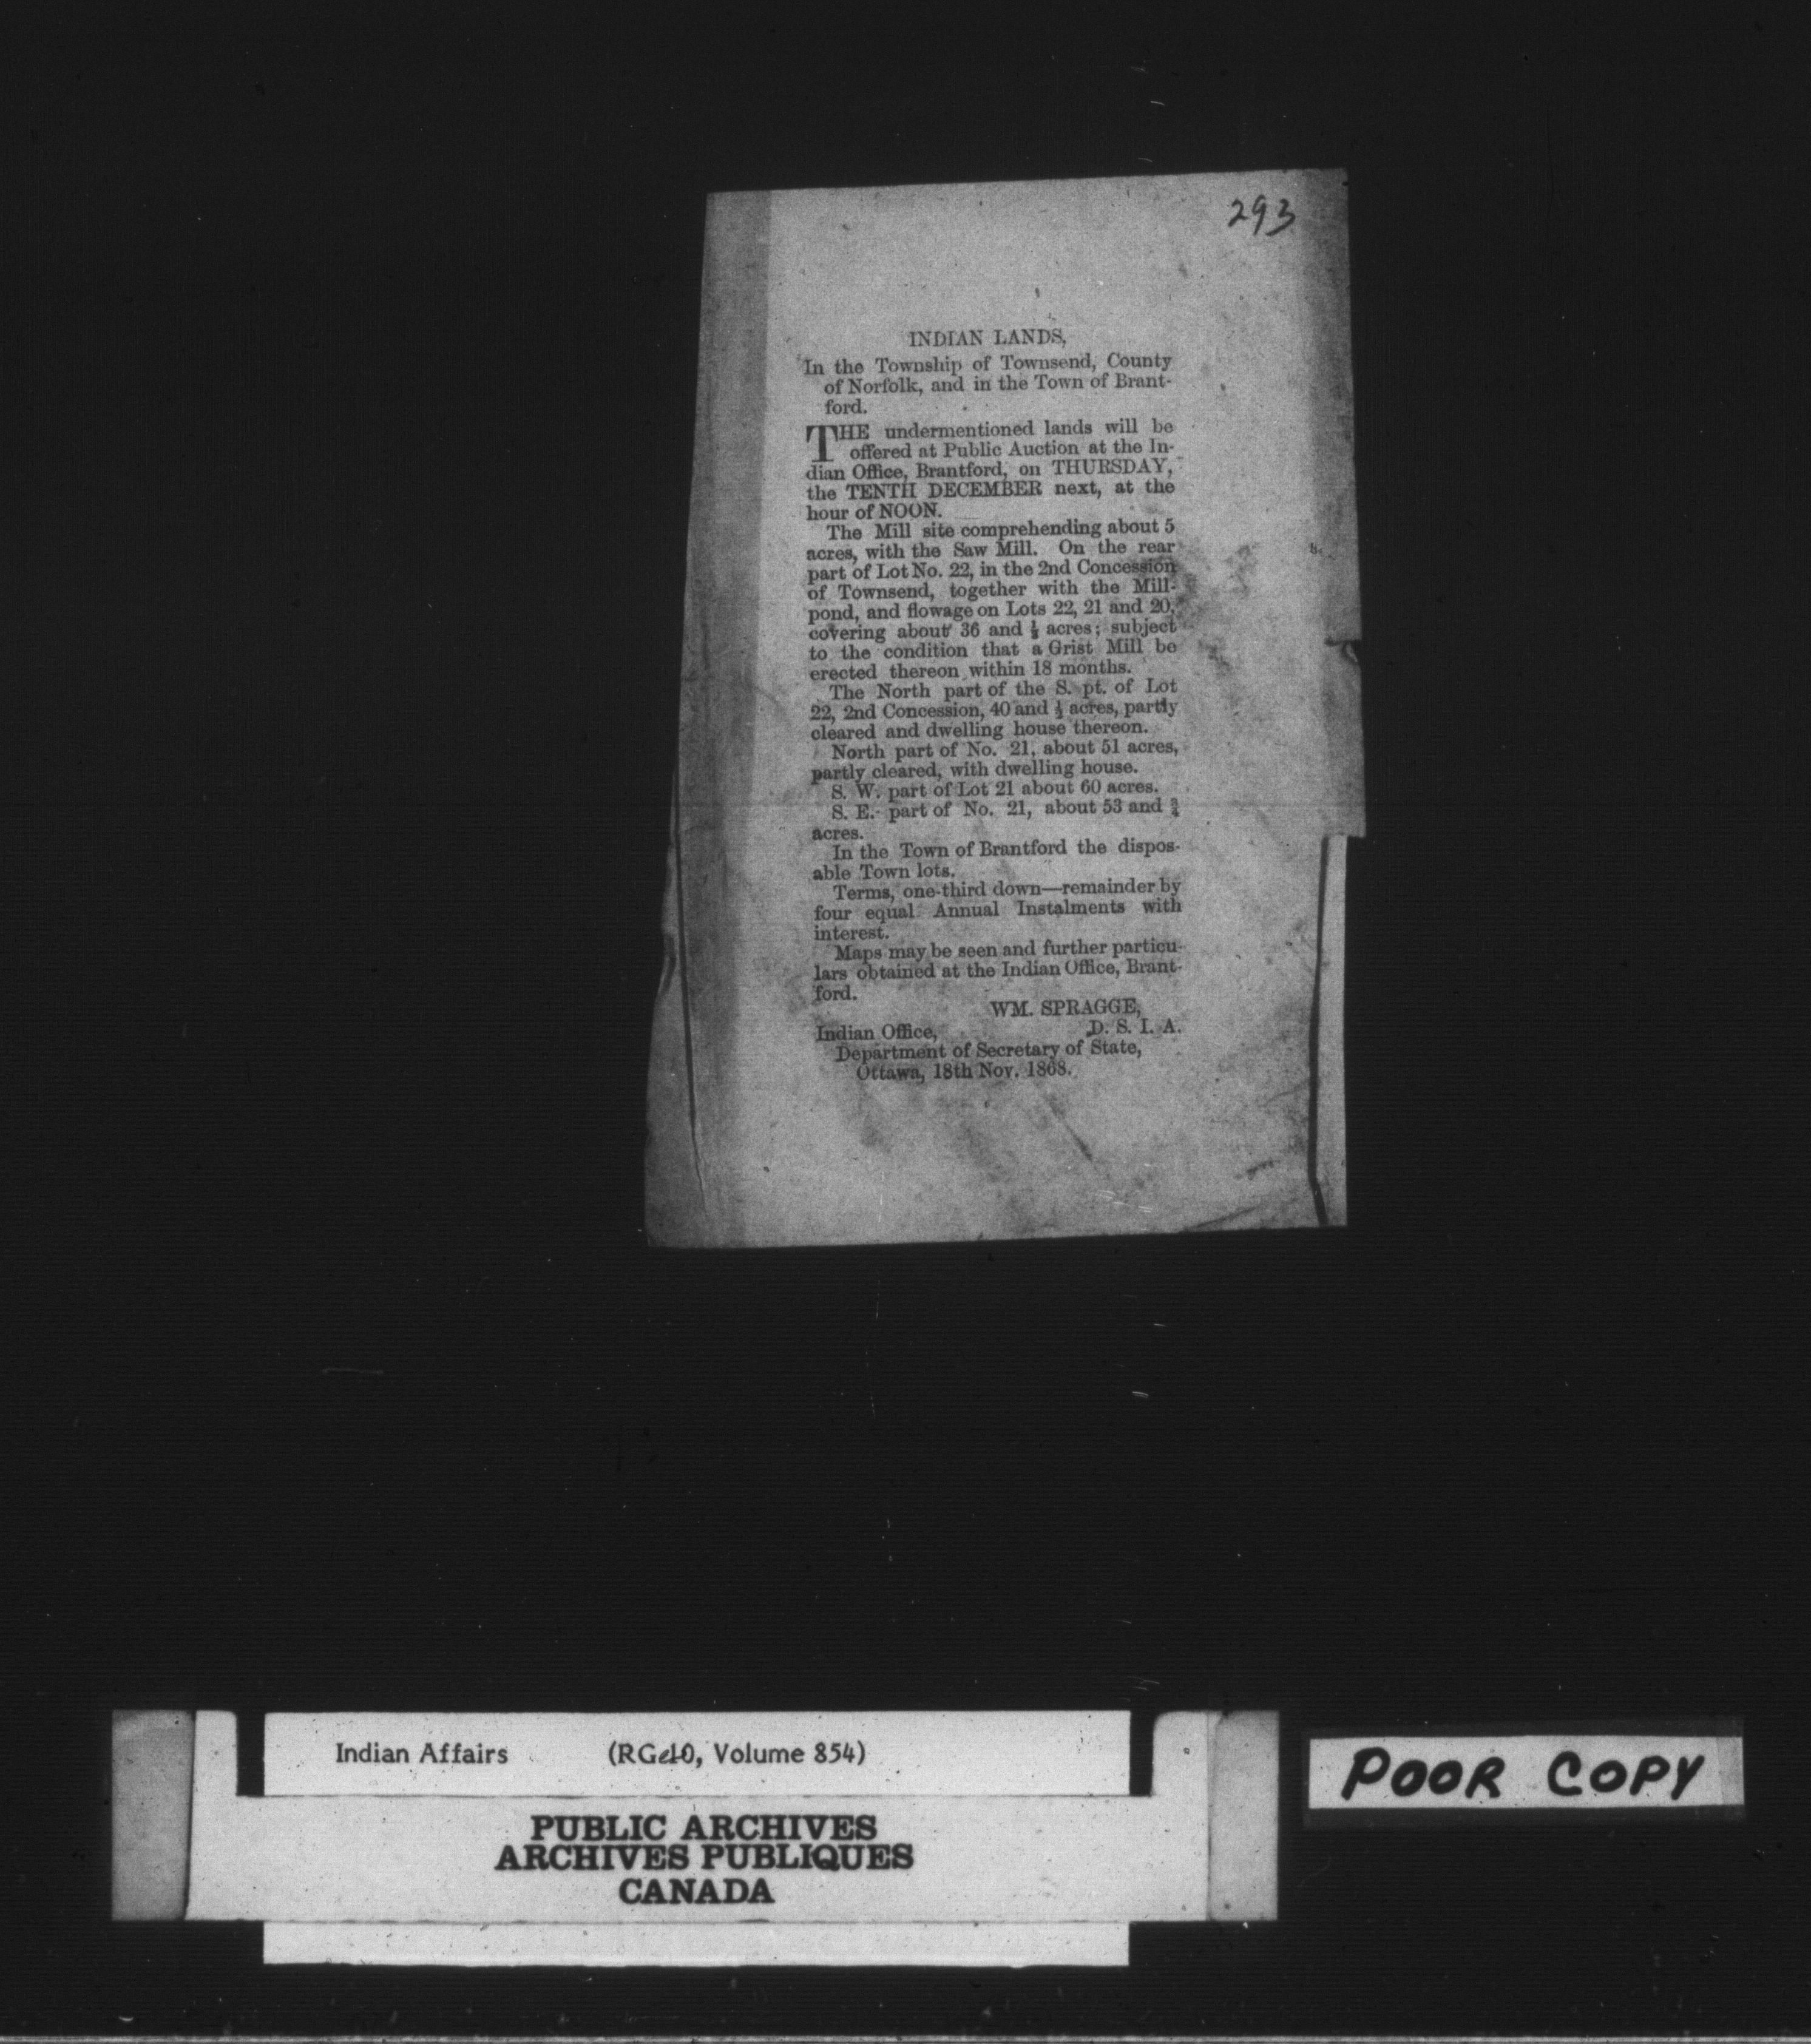 293
INDIAN LANDS,
In the Township of Townsend, County
of Norfolk, and in the Town of Brant-
ford.
THE undermentioned lands will be
offered at Public Auction at the In-
dian Office, Brantford, on THURSDAY,
the TENTH DECEMBER next, at the
hour of NOON.
The Mill site comprehending about 5
acres, with the Saw Mill. On the rear
part of Lot No. 22, in the 2nd Concession
of Townsend, together with the Mill-
pond, and flowage on Lots 22, 21 and 20,
covering about 36 and ½ acres; subject
to the condition that a Grist Mill be
erected thereon within 18 months.
The North part of the S. pt. of Lot
22, 2nd Concession, 40 and ½ acres, partly
cleared and dwelling house thereon.
North part of No. 21, about 51 acres,
partly cleared, with dwelling house.
S. W. part of Lot 21 about 60 acres.
S. E. part of No. 21, about 53 and ¾
acres.
In the Town of Brantford the dispos-
able Town lots.
Terms, one-third down—remainder by
four equal Annual Instalments with
interest.
Maps may be seen and further particu-
lars obtained at the Indian Office, Brant-
ford.
WM. SPRAGGE,
D. S. I. A.
Indian Office,
Department of Secretary of State,
Ottawa, 18th Nov. 1868.
Indian Affairs (RG 10, Volume 854)
PUBLIC ARCHIVES
ARCHIVES PUBLIQUES
CANADA
POOR COPY